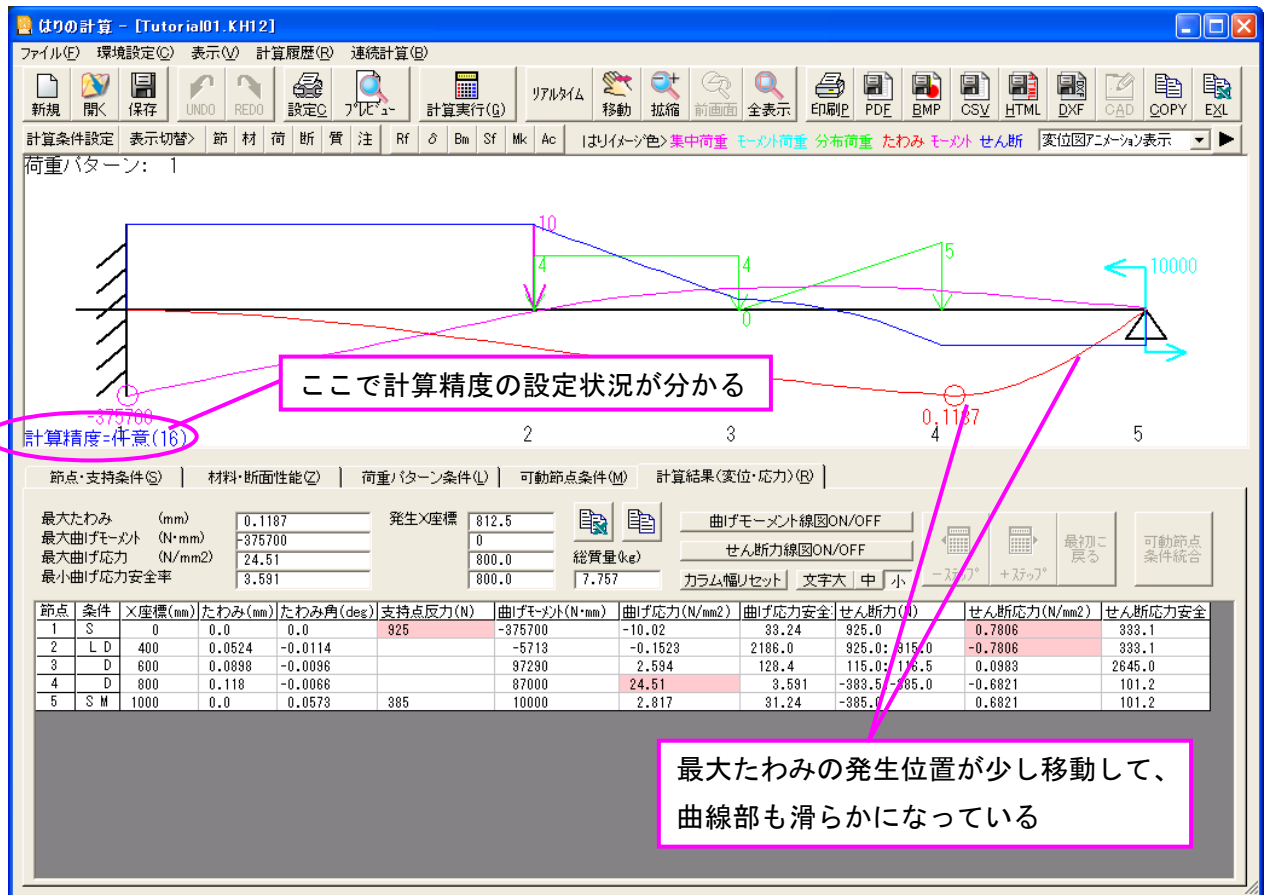 はりの計算 - [Tutorial01.KH12]
ファイル(F) 環境設定(C) 表示(V) 計算履歴(R) 連続計算(B)
新規 開く 保存 UNDO REDO 設定C プレビュー 計算実行(G) リアルタイム 移動 拡縮 前画面 全表示 印刷P PDF BMP CSV HTML DXF CAD COPY EXL
計算条件設定 表示切替> 節 材 荷 断 質 注 Rf δ Bm Sf Mk Ac [はりイメージ色>集中荷重 モーメント荷重 分布荷重 たわみ モーメント せん断 変位図アニメーション表示
荷重パターン: 1
10
4 4 5 10000
0
ここで計算精度の設定状況が分かる
-375700 0.1187
計算精度=任意(16)
1 2 3 4 5
節点・支持条件(S) 材料・断面性能(Z) 荷重パターン条件(L) 可動節点条件(M) 計算結果(変位・応力)(R)
最大たわみ (mm) 0.1187 発生X座標 812.5 曲げモーメント線図ON/OFF
最大曲げモーメント (N・mm) -375700 0
最大曲げ応力 (N/mm2) 24.51 800.0 総質量(kg) せん断力線図ON/OFF
最小曲げ応力安全率 3.591 800.0 7.757 カラム幅リセット 文字大 中 小
-ステップ +ステップ 最初に戻る 可動節点条件統合
節点 条件 X座標(mm) たわみ(mm) たわみ角(deg) 支持点反力(N) 曲げモーメント(N・mm) 曲げ応力(N/mm2) 曲げ応力安全 せん断力(N) せん断応力(N/mm2) せん断応力安全
1 S 0 0.0 0.0 925 -375700 -10.02 33.24 925.0 0.7806 333.1
2 L D 400 0.0524 -0.0114 -5713 -0.1523 2186.0 925.0: 915.0 -0.7806 333.1
3 D 600 0.0898 -0.0096 97290 2.594 128.4 115.0: 116.5 0.0983 2645.0
4 D 800 0.118 -0.0066 87000 24.51 3.591 -383.5:-385.0 -0.6821 101.2
5 S M 1000 0.0 0.0573 385 10000 2.817 31.24 -385.0 0.6821 101.2
最大たわみの発生位置が少し移動して、
曲線部も滑らかになっている